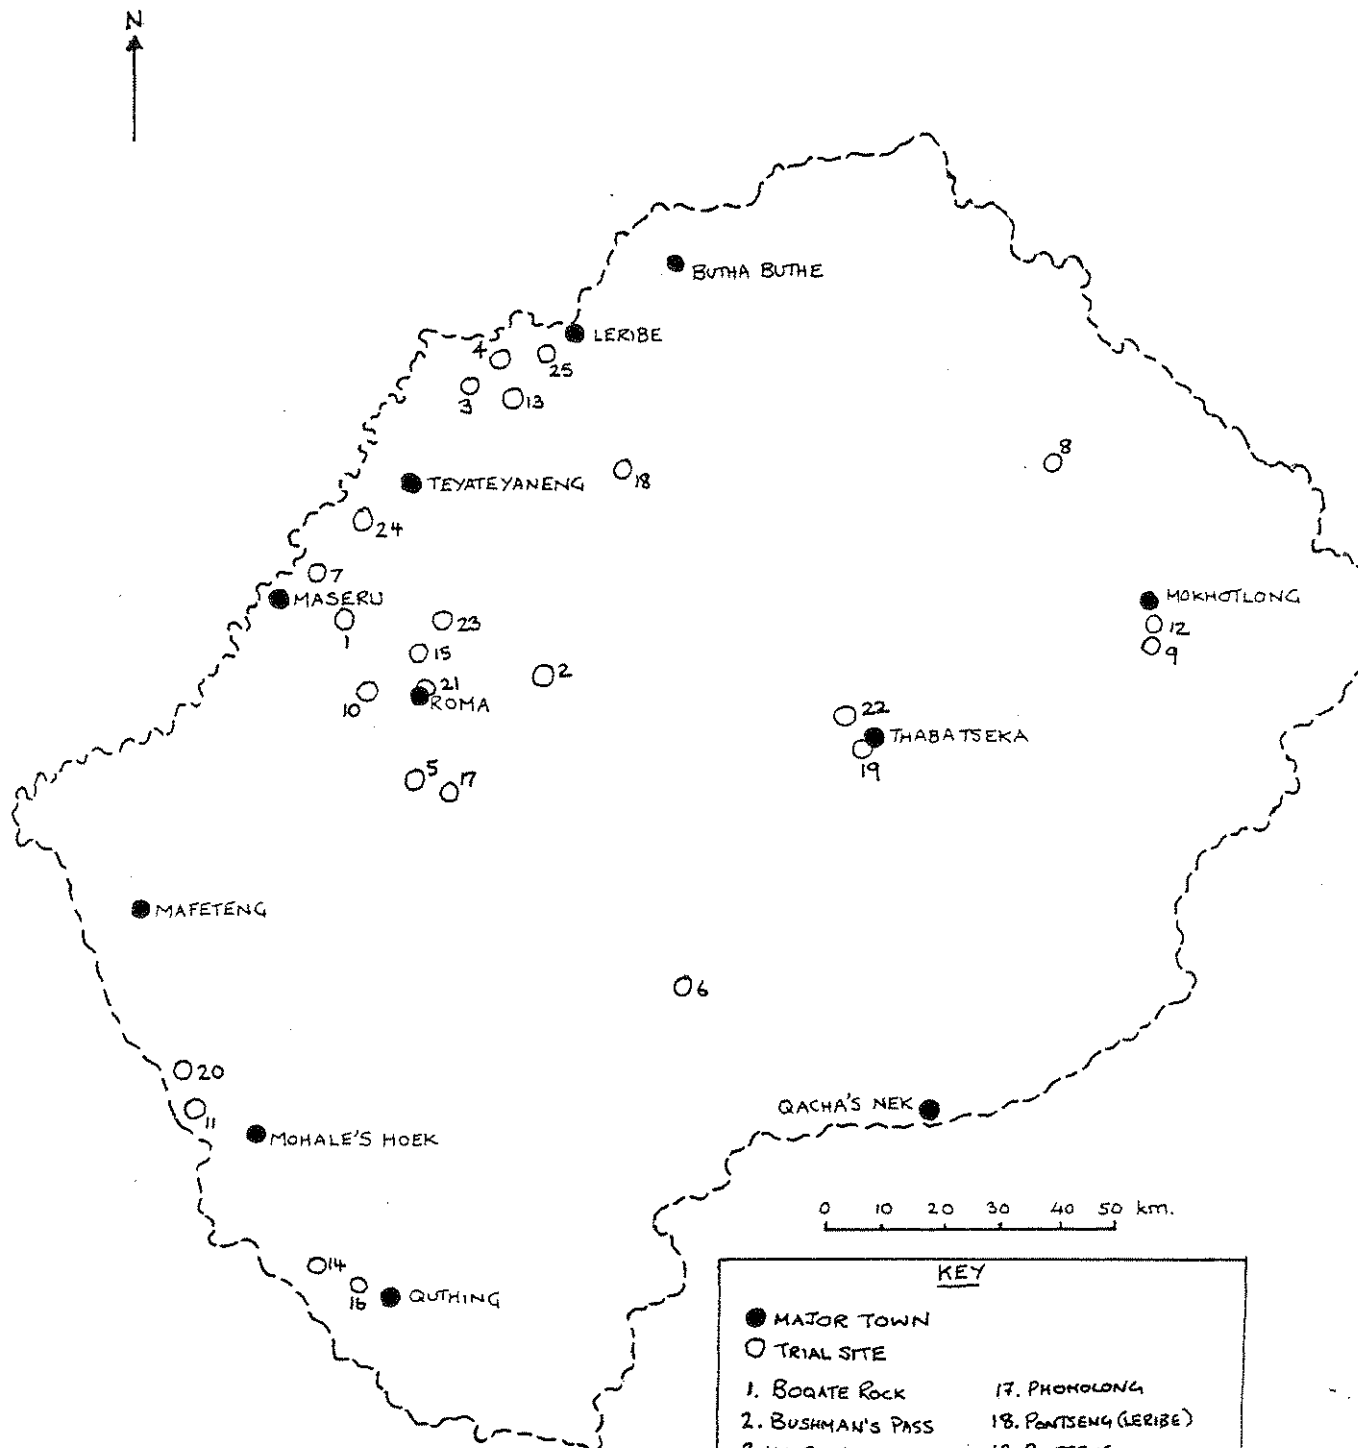 N
BUTHA BUTHE
LERIBE
4
25
3
13
8
18
TEYATEYANENG
24
7
MASERU
MOKHOTLONG
1
23
12
15
9
2
21
10
ROMA
22
THABATSEKA
19
5
17
MAFETENG
6
20
QACHA'S NEK
11
MOHALE'S HOEK
0 10 20 30 40 50 km.
14
16
QUTHING
KEY
MAJOR TOWN
TRIAL SITE
1. BOQATE ROCK
17. PHOMOLONG
2. BUSHMAN'S PASS
18. PONTSENG (LERIBE)